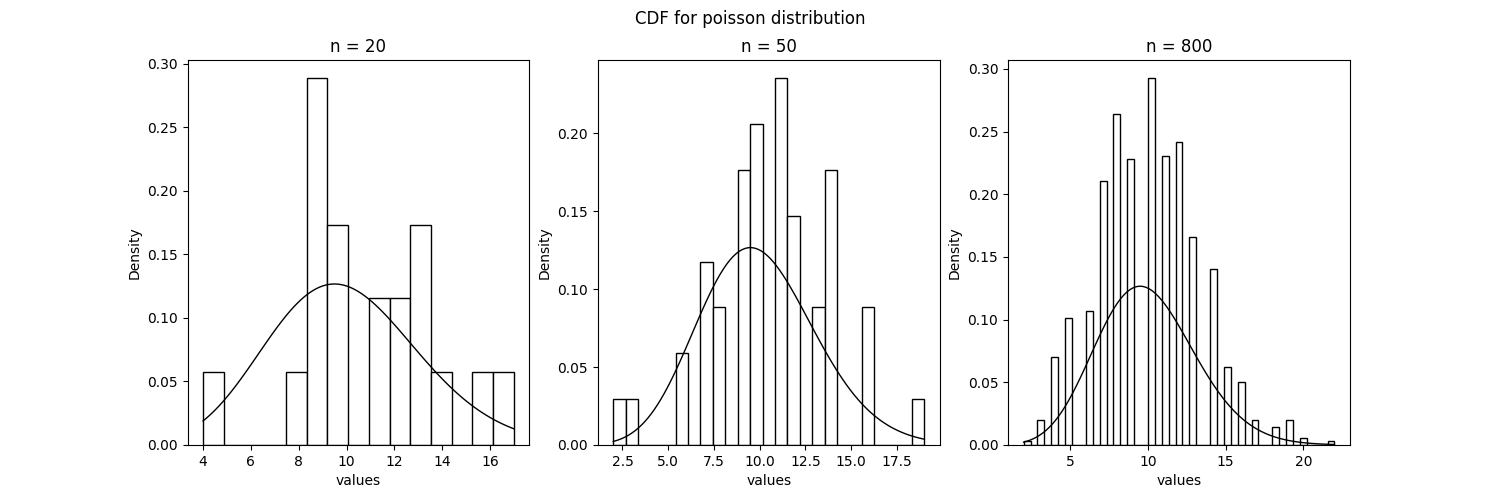 CDF for poisson distribution
n = 20
n = 50
n = 800
0.30
0.25
0.20
0.15
0.10
0.05
0.00
Density
4 6 8 10 12 14 16
values
0.20
0.15
0.10
0.05
0.00
Density
2.5 5.0 7.5 10.0 12.5 15.0 17.5
values
0.30
0.25
0.20
0.15
0.10
0.05
0.00
Density
5 10 15 20
values